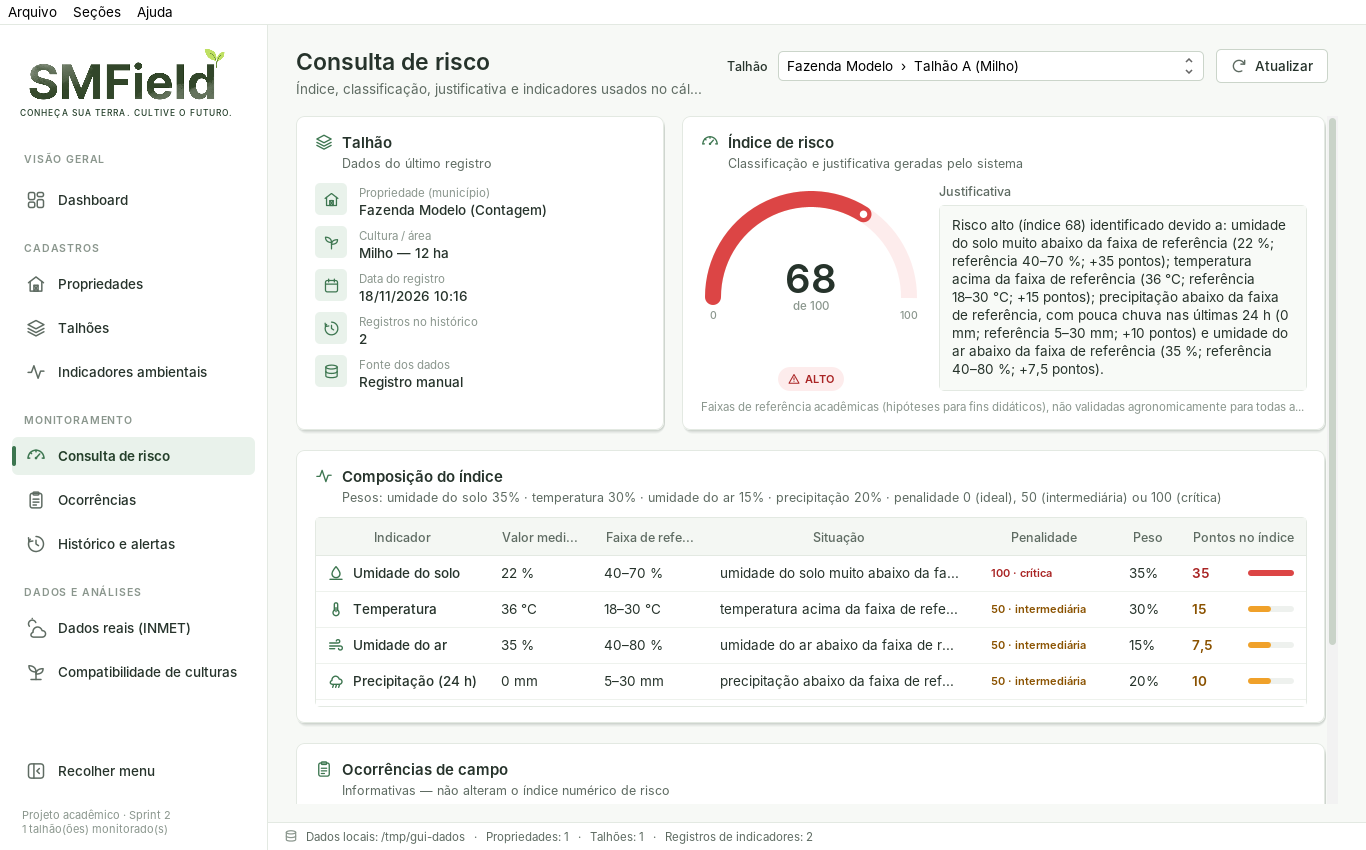 Arquivo Seções Ajuda
SMField
CONHEÇA SUA TERRA. CULTIVE O FUTURO.
VISÃO GERAL
Dashboard
CADASTROS
Propriedades
Talhões
Indicadores ambientais
MONITORAMENTO
Consulta de risco
Ocorrências
Histórico e alertas
DADOS E ANÁLISES
Dados reais (INMET)
Compatibilidade de culturas
Recolher menu
Projeto acadêmico · Sprint 2
1 talhão(ões) monitorado(s)
Consulta de risco
Índice, classificação, justificativa e indicadores usados no cál...
Talhão
Fazenda Modelo › Talhão A (Milho)
Atualizar
Talhão
Dados do último registro
Propriedade (município)
Fazenda Modelo (Contagem)
Cultura / área
Milho — 12 ha
Data do registro
18/11/2026 10:16
Registros no histórico
2
Fonte dos dados
Registro manual
Índice de risco
Classificação e justificativa geradas pelo sistema
68
de 100
0
100
ALTO
Justificativa
Risco alto (índice 68) identificado devido a: umidade
do solo muito abaixo da faixa de referência (22 %;
referência 40–70 %; +35 pontos); temperatura
acima da faixa de referência (36 °C; referência
18–30 °C; +15 pontos); precipitação abaixo da faixa
de referência, com pouca chuva nas últimas 24 h (0
mm; referência 5–30 mm; +10 pontos) e umidade do
ar abaixo da faixa de referência (35 %; referência
40–80 %; +7,5 pontos).
Faixas de referência acadêmicas (hipóteses para fins didáticos), não validadas agronomicamente para todas a...
Composição do índice
Pesos: umidade do solo 35% · temperatura 30% · umidade do ar 15% · precipitação 20% · penalidade 0 (ideal), 50 (intermediária) ou 100 (crítica)
Indicador Valor medi... Faixa de refe... Situação Penalidade Peso Pontos no índice
Umidade do solo 22 % 40–70 % umidade do solo muito abaixo da fa... 100 · crítica 35% 35
Temperatura 36 °C 18–30 °C temperatura acima da faixa de refe... 50 · intermediária 30% 15
Umidade do ar 35 % 40–80 % umidade do ar abaixo da faixa de r... 50 · intermediária 15% 7,5
Precipitação (24 h) 0 mm 5–30 mm precipitação abaixo da faixa de ref... 50 · intermediária 20% 10
Ocorrências de campo
Informativas — não alteram o índice numérico de risco
Dados locais: /tmp/gui-dados · Propriedades: 1 · Talhões: 1 · Registros de indicadores: 2